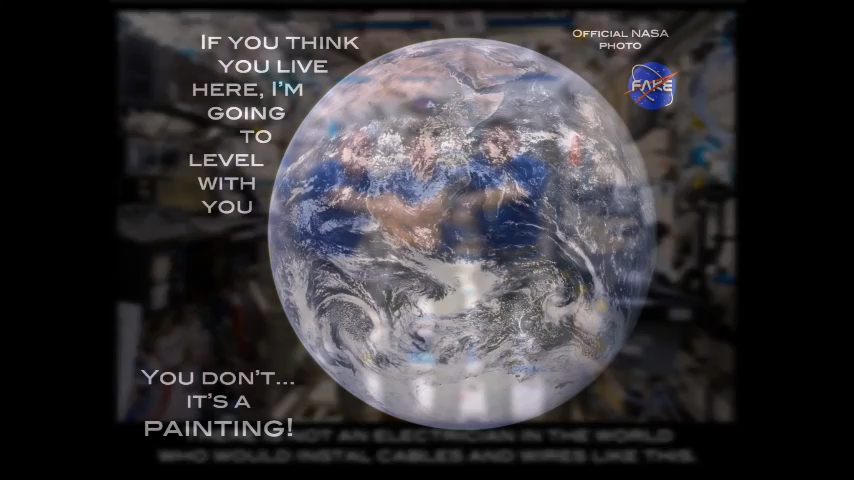 IF YOU THINK
YOU LIVE
HERE, I'M
GOING
TO
LEVEL
WITH
YOU
OFFICIAL NASA
PHOTO
FAKE
YOU DON'T...
IT'S A
PAINTING!
NOT AN ELECTRICIAN IN THE WORLD
WHO WOULD INSTAL CABLES AND WIRES LIKE THIS.